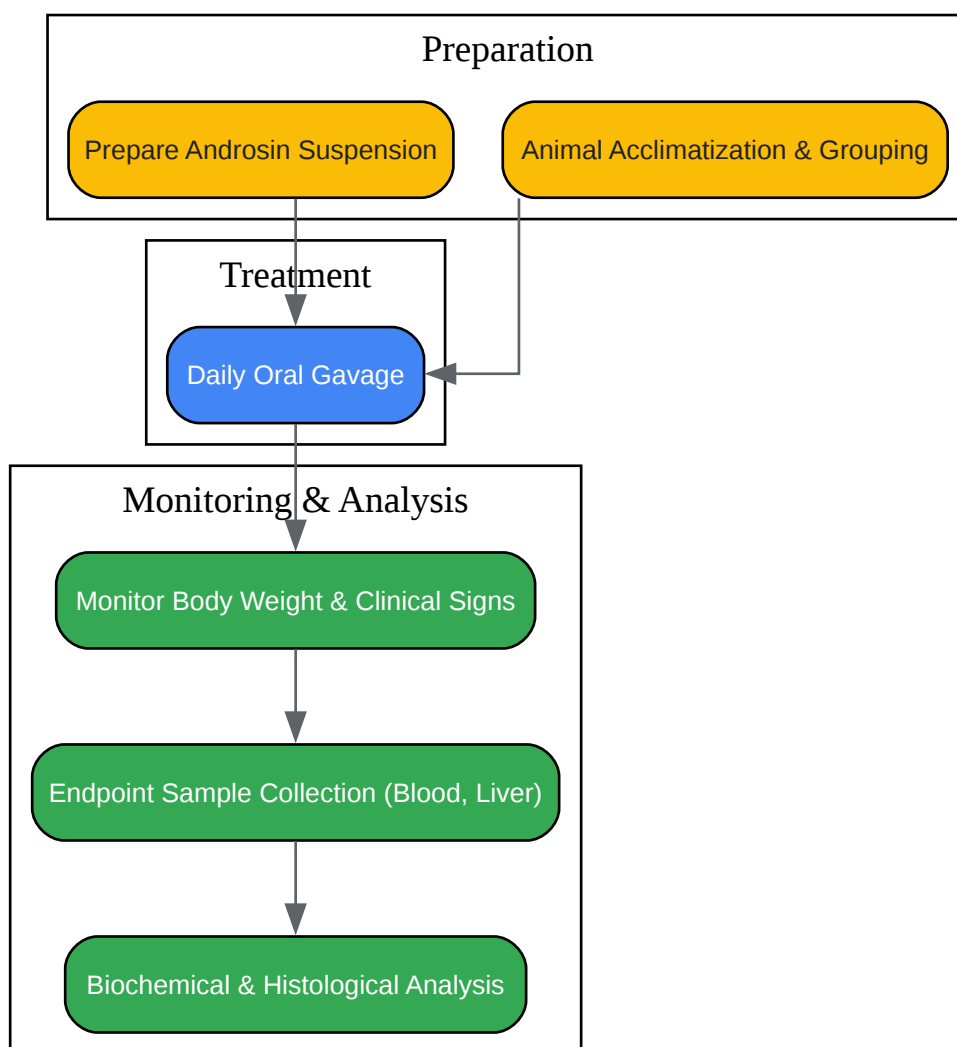 Preparation
Prepare Androsin Suspension
Animal Acclimatization & Grouping
Treatment
Daily Oral Gavage
Monitoring & Analysis
Monitor Body Weight & Clinical Signs
Endpoint Sample Collection (Blood, Liver)
Biochemical & Histological Analysis